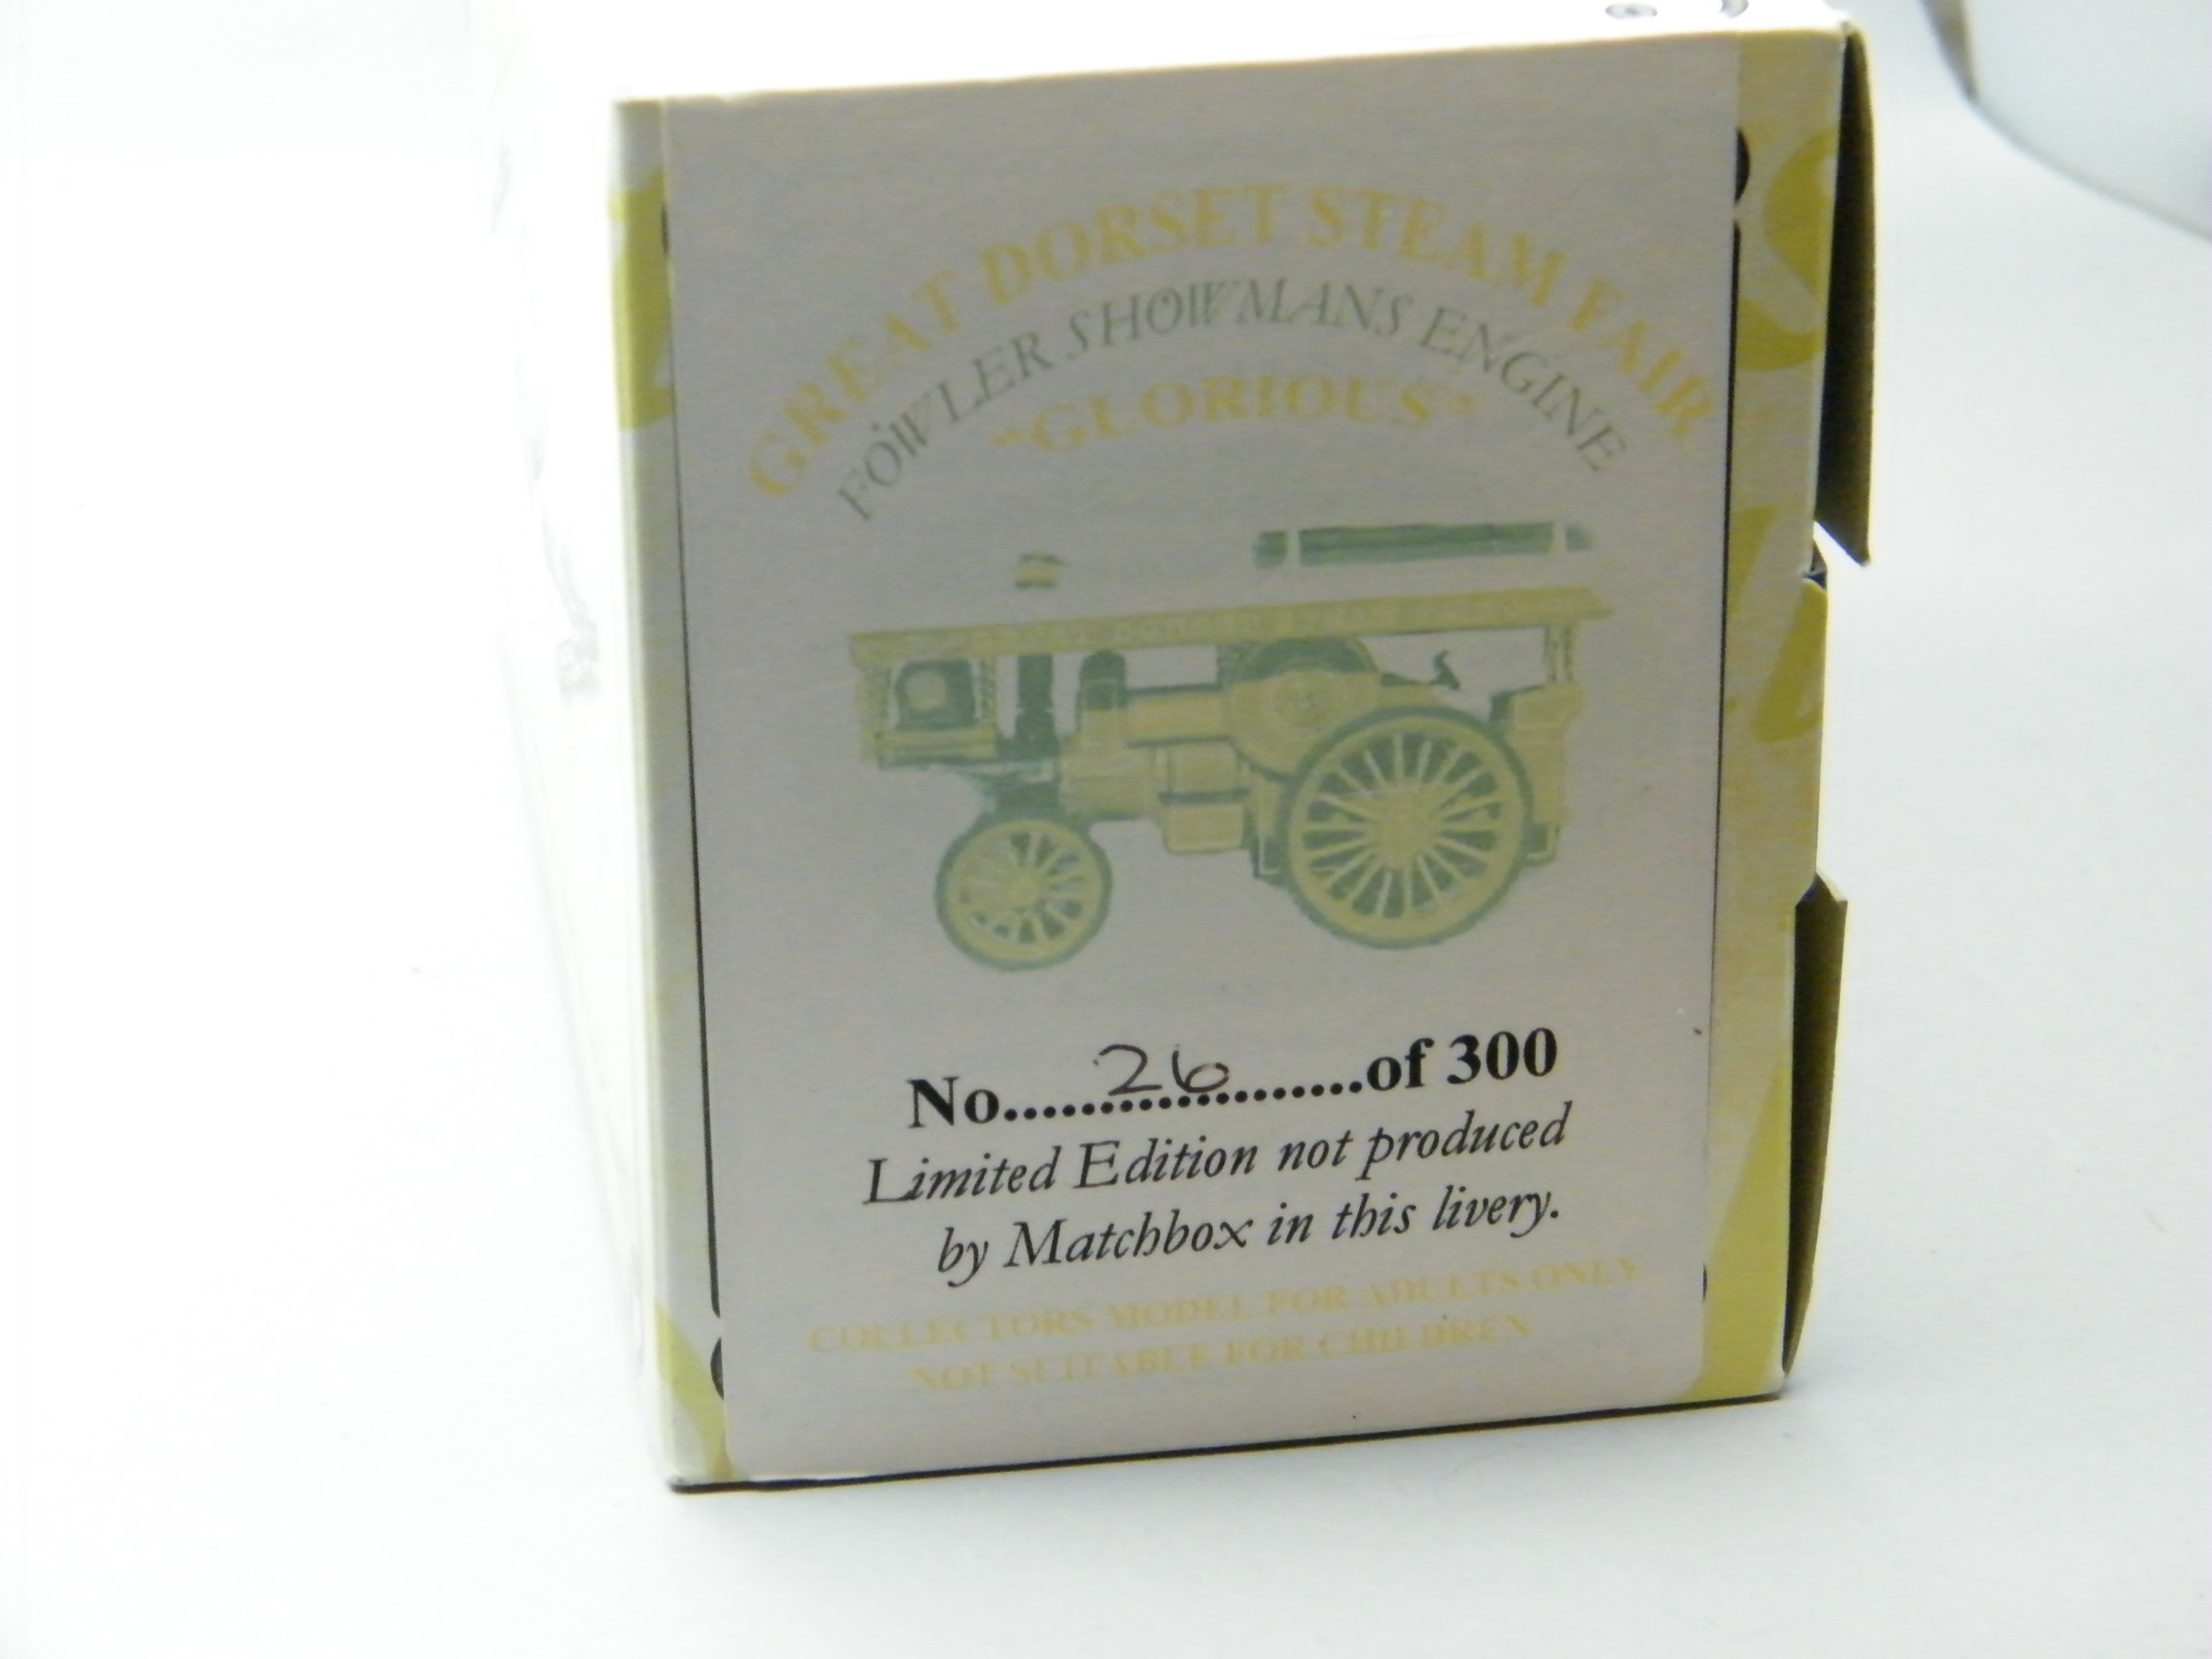 GREAT DORSET STEAM FAIR
FOWLER SHOWMANS ENGINE
"GLORIOUS"
No....26....of 300
Limited Edition not produced
by Matchbox in this livery.
COLLECTORS MODEL FOR ADULTS ONLY
NOT SUITABLE FOR CHILDREN